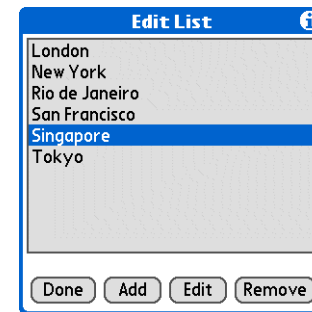 Edit List
London
New York
Rio de Janeiro
San Francisco
Singapore
Tokyo
Done Add Edit Remove